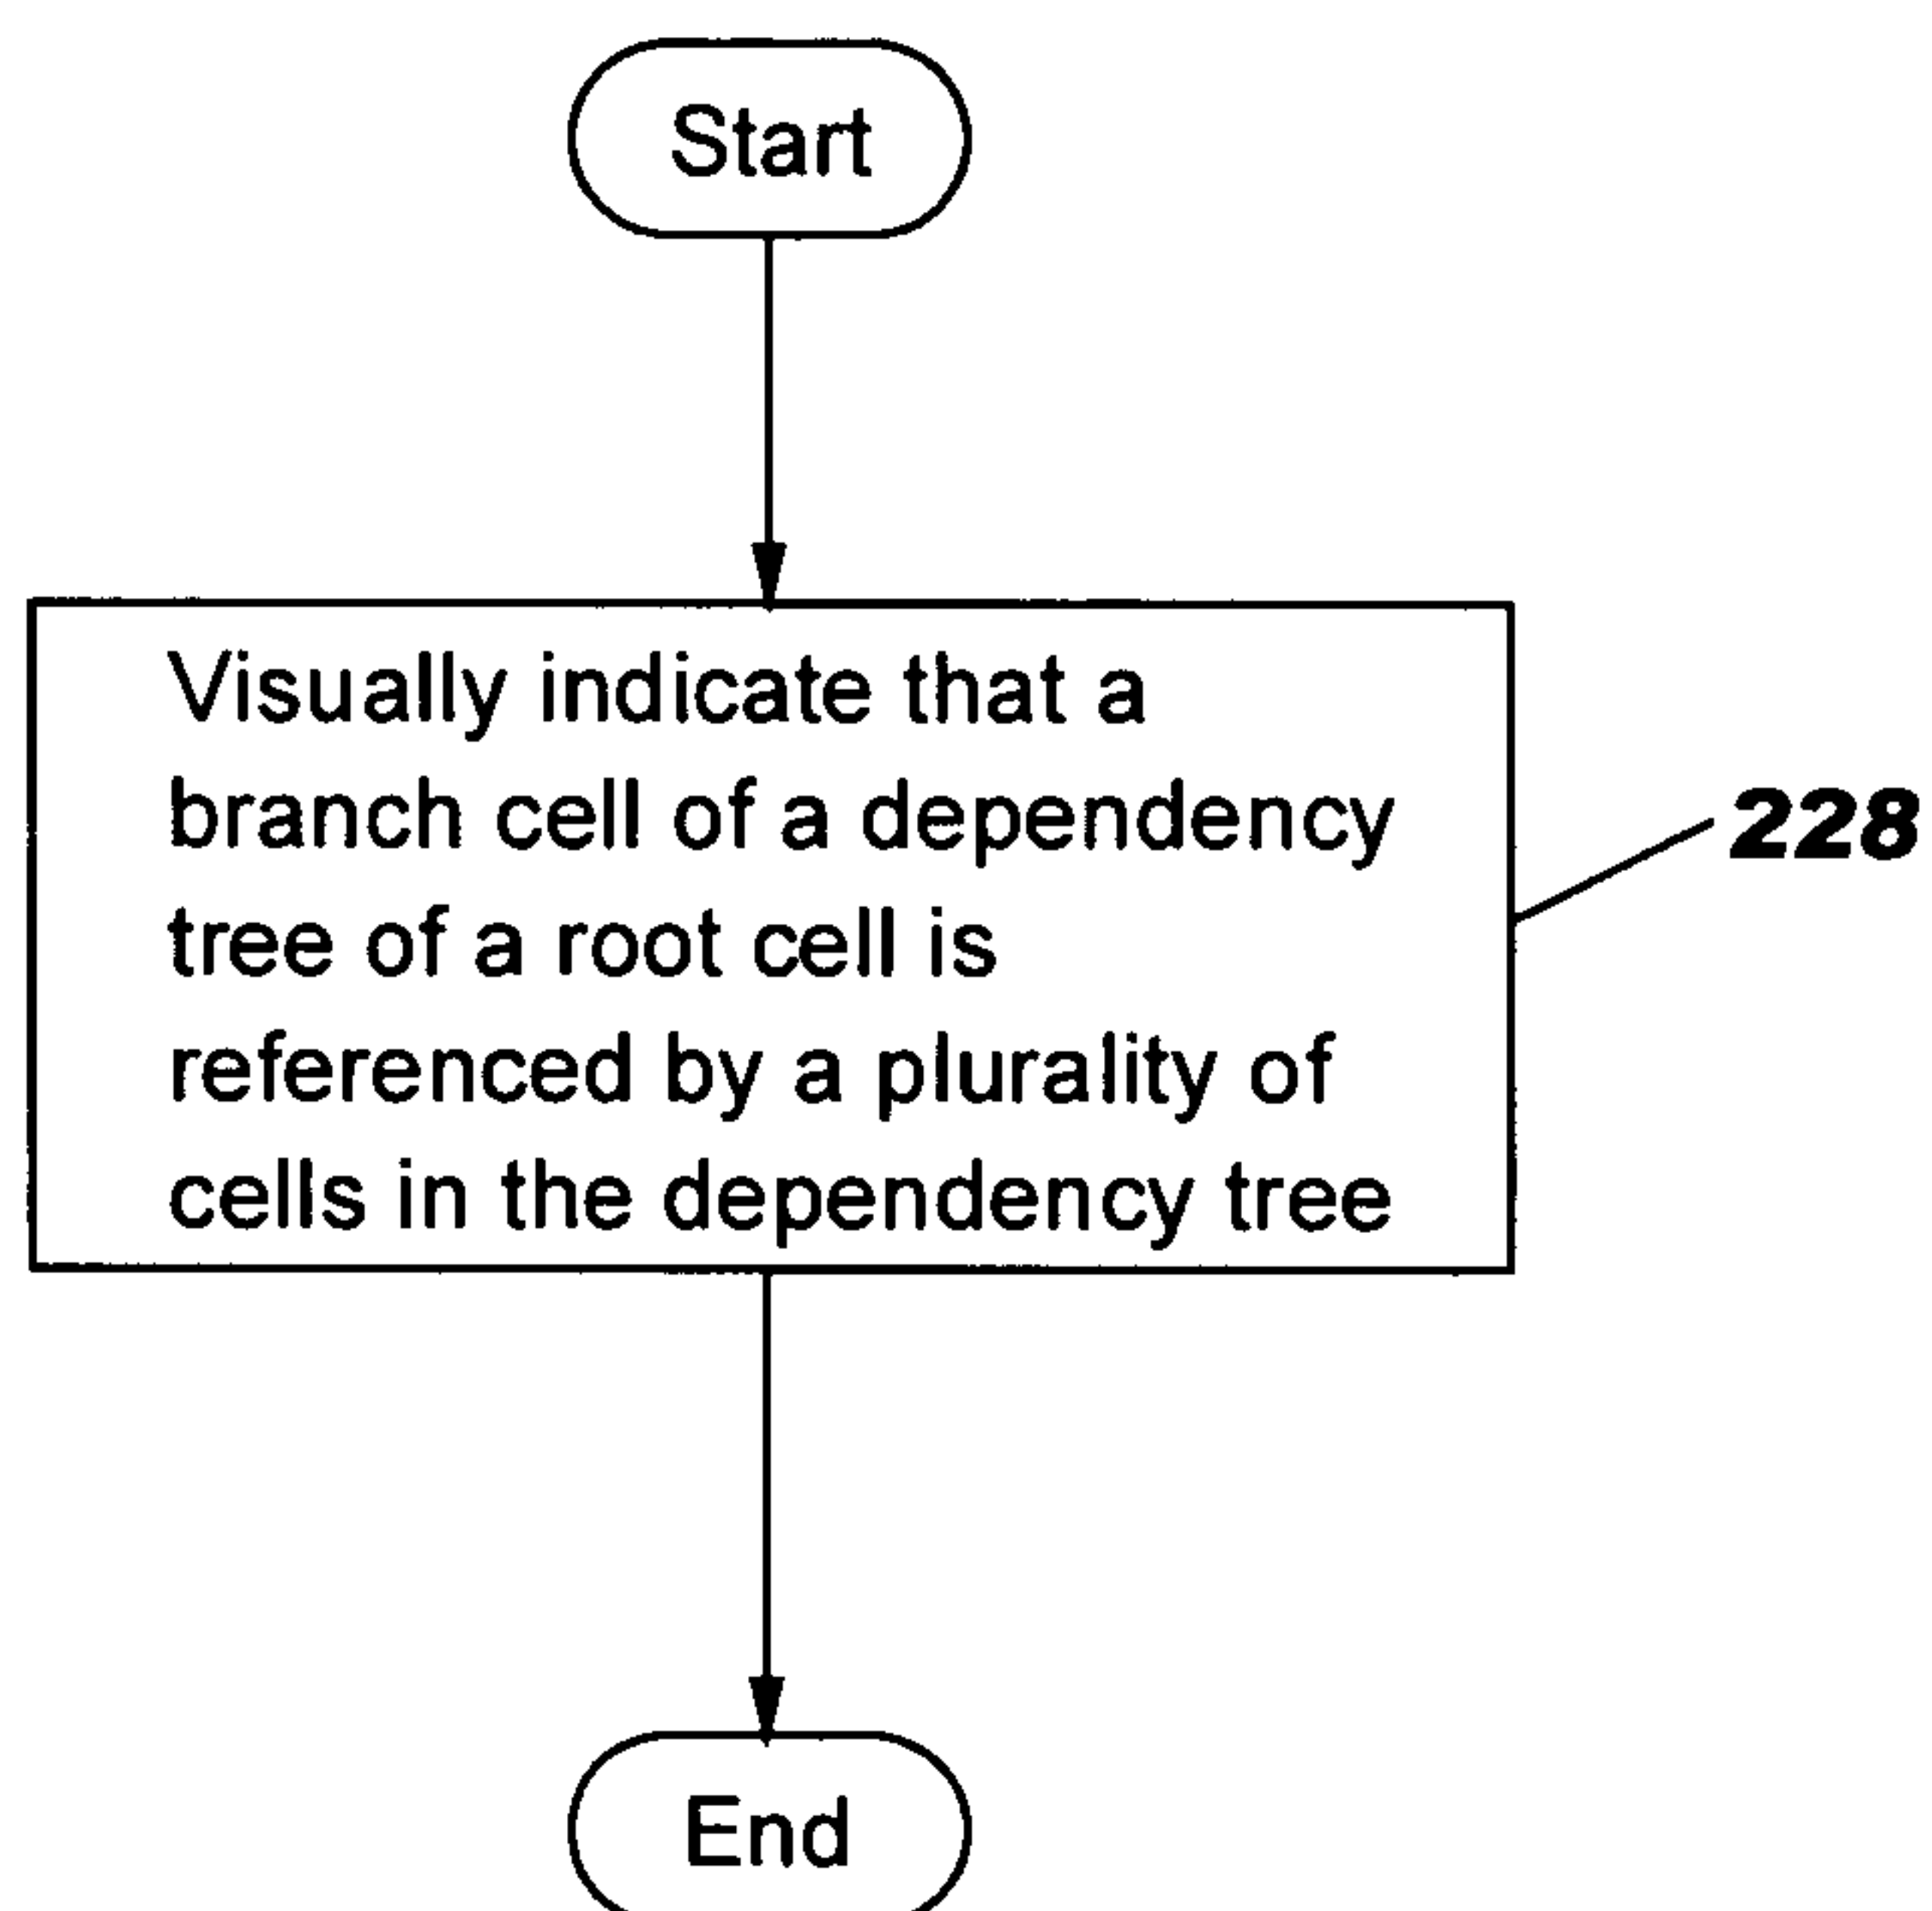 Start
Visually indicate that a
branch cell of a dependency
tree of a root cell is
referenced by a plurality of
cells in the dependency tree
228
End